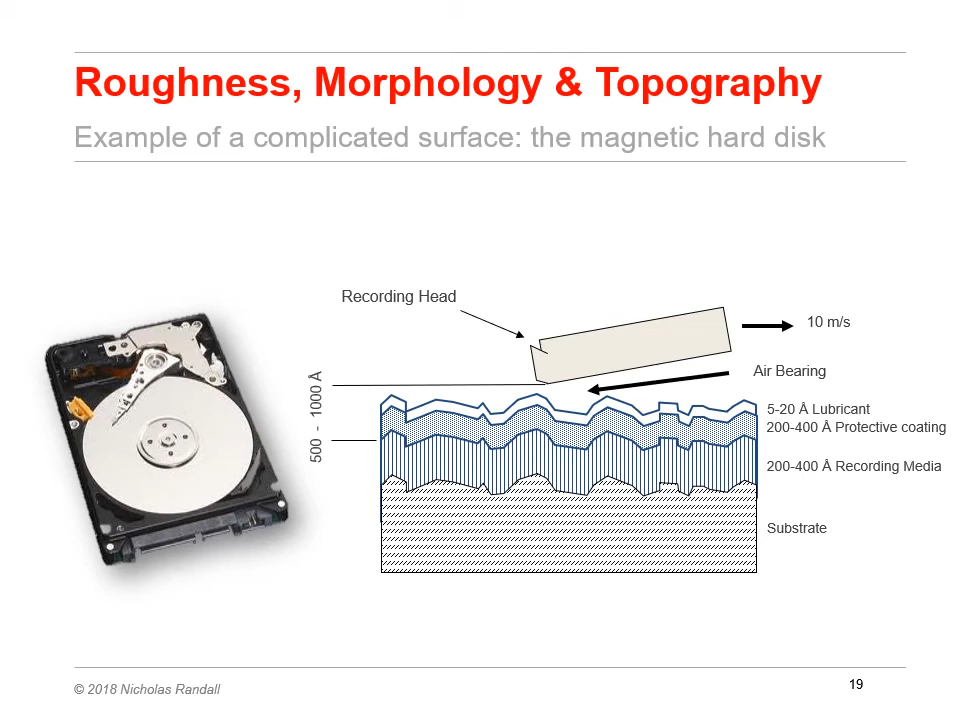 Roughness, Morphology & Topography
Example of a complicated surface: the magnetic hard disk
Recording Head
10 m/s
Air Bearing
500 - 1000 Å
5-20 Å Lubricant
200-400 Å Protective coating
200-400 Å Recording Media
Substrate
© 2018 Nicholas Randall
19